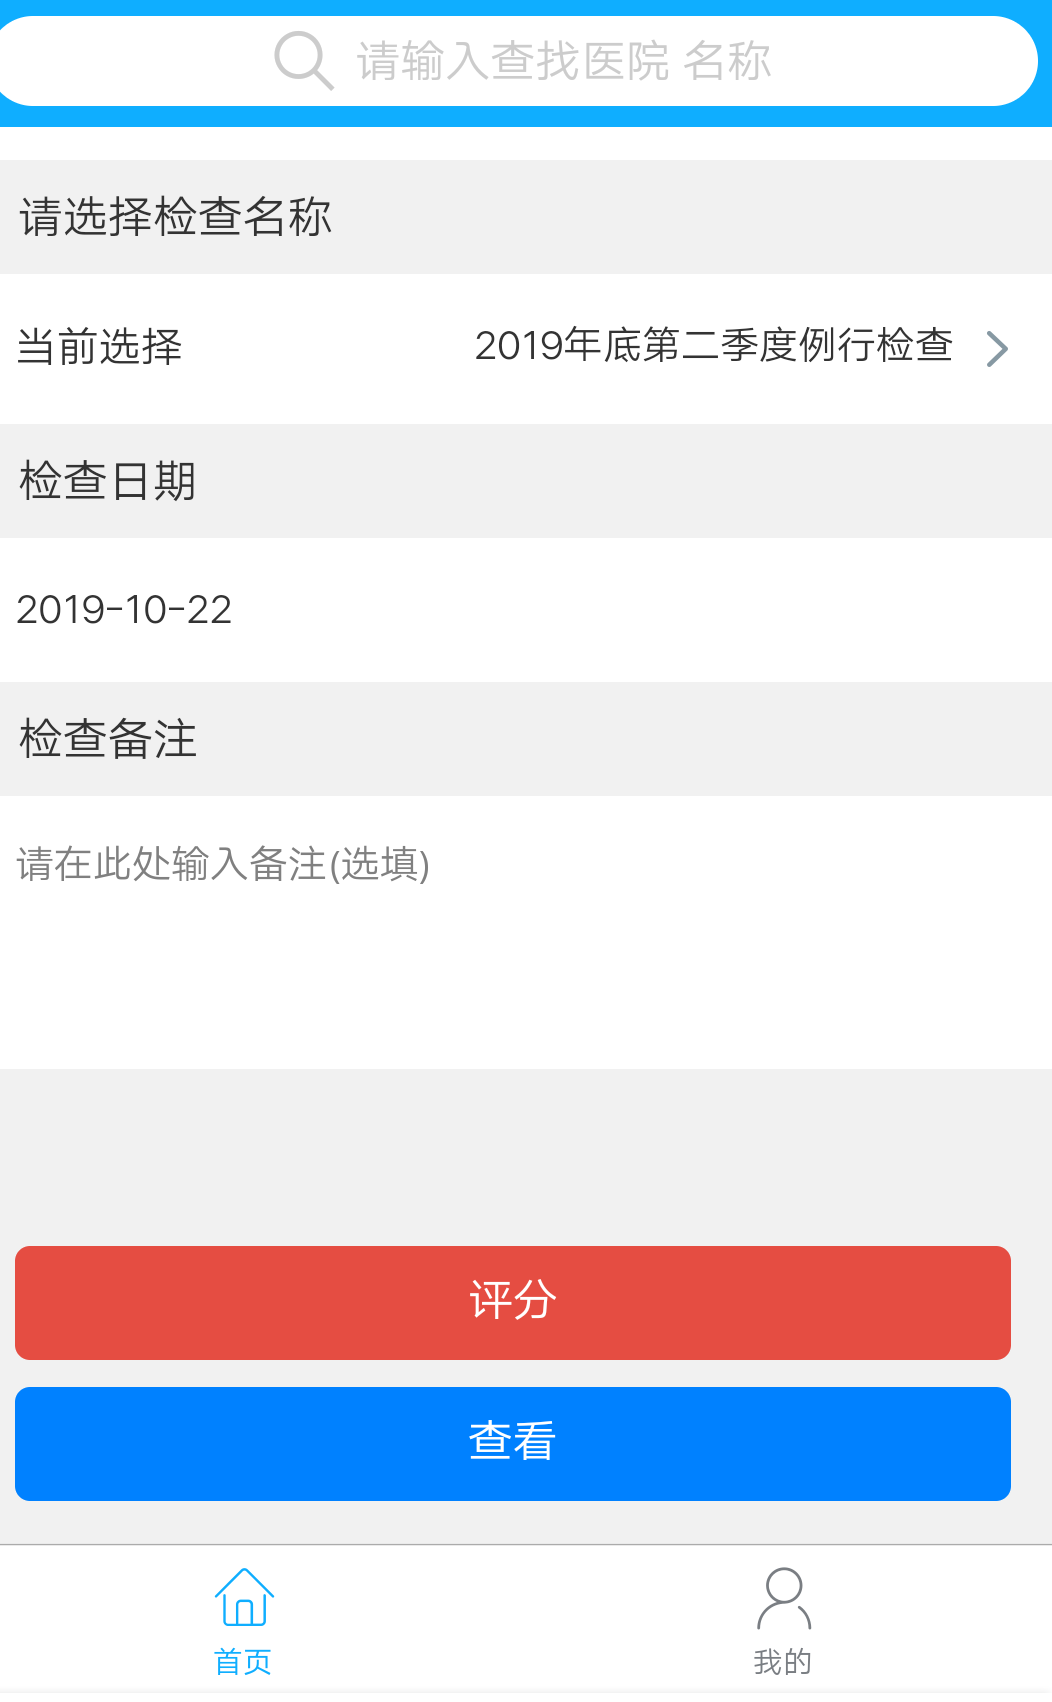 请输入查找医院 名称
请选择检查名称
当前选择 2019年底第二季度例行检查
检查日期
2019-10-22
检查备注
请在此处输入备注(选填)
评分
查看
首页 我的